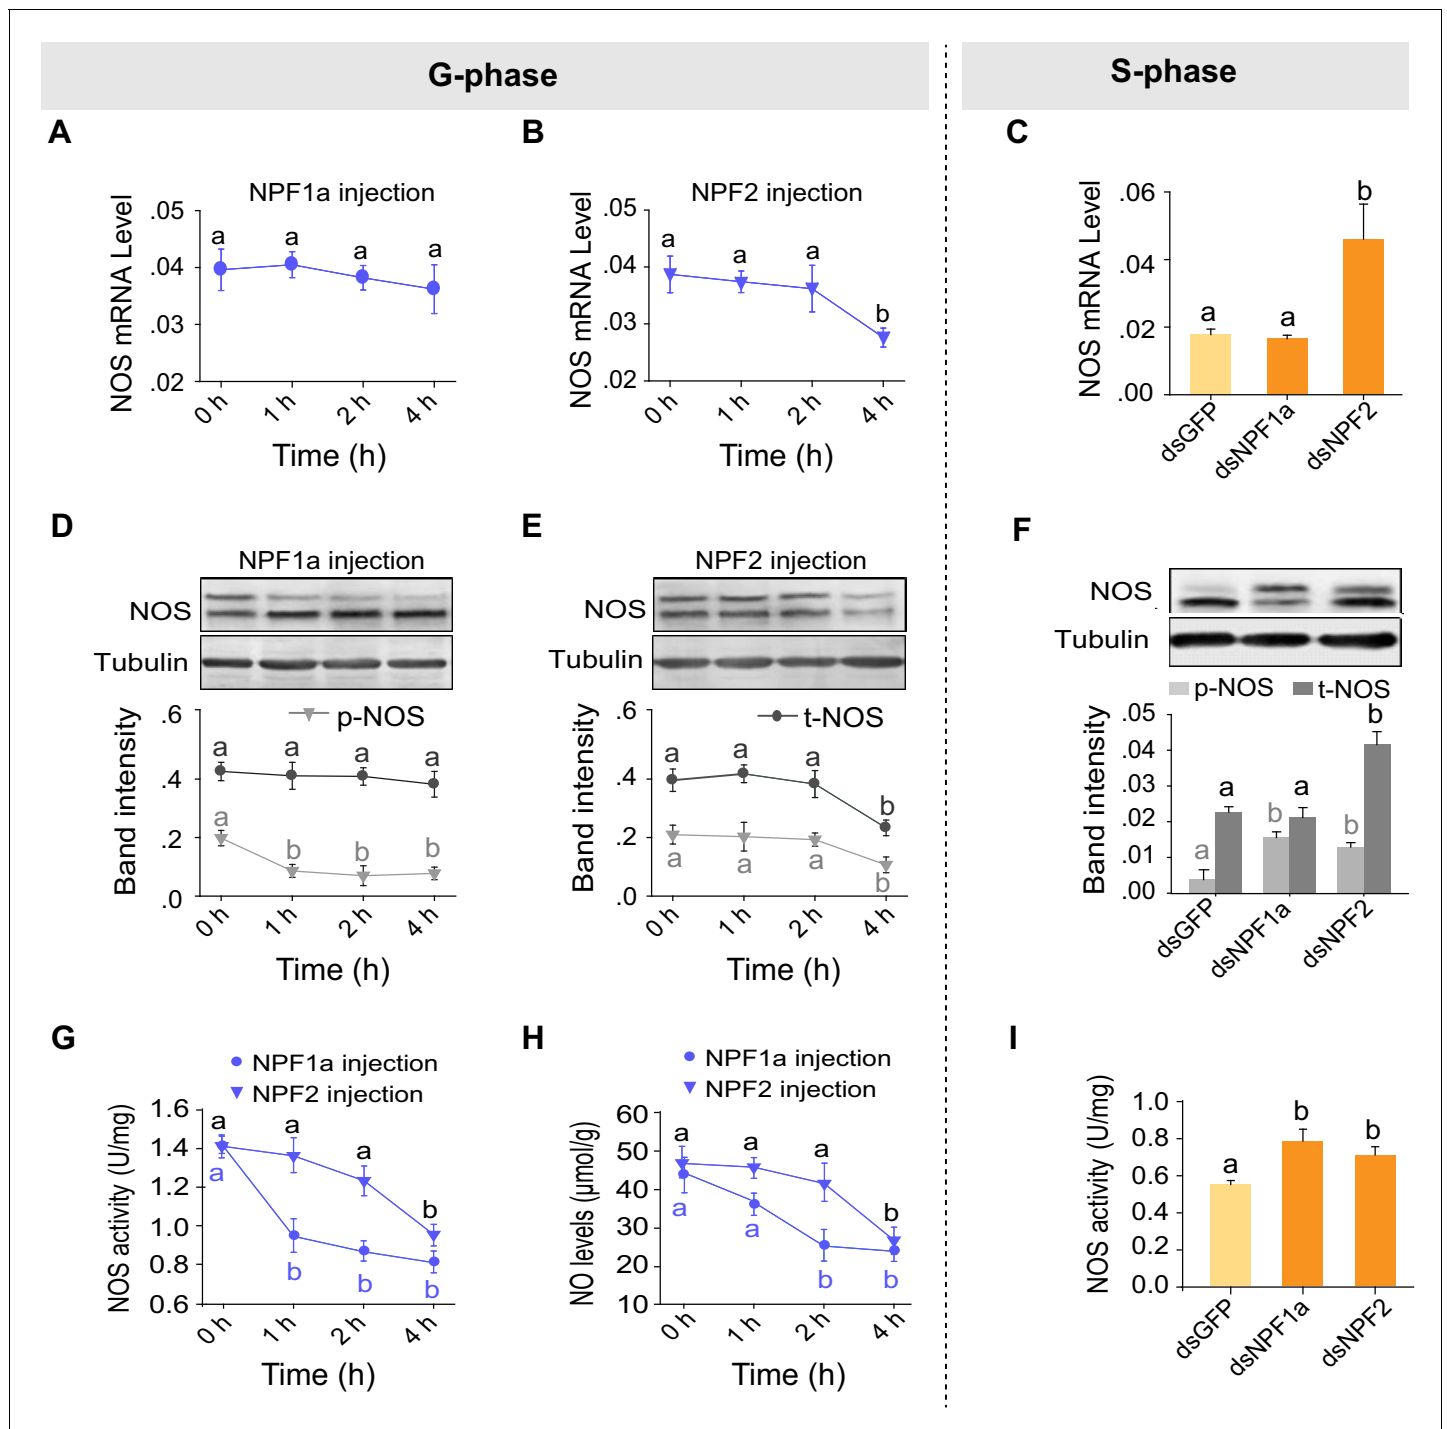 G-phase
S-phase
A
NPF1a injection
NOS mRNA Level
.05
.04
.03
.02
a a a a
0 h 1 h 2 h 4 h
Time (h)
B
NPF2 injection
NOS mRNA Level
.05
.04
.03
.02
a a a b
0 h 1 h 2 h 4 h
Time (h)
C
NOS mRNA Level
.06
.04
.02
.00
a a b
dsGFP dsNPF1a dsNPF2
D
NPF1a injection
NOS
Tubulin
Band intensity
.6
.4
.2
.0
p-NOS
a a a a
a b b b
0 h 1 h 2 h 4 h
Time (h)
E
NPF2 injection
NOS
Tubulin
Band intensity
.6
.4
.2
.0
t-NOS
a a a b
a a a b
0 h 1 h 2 h 4 h
Time (h)
F
NOS
Tubulin
p-NOS t-NOS
Band intensity
.05
.04
.03
.02
.01
.00
a a b a b b
dsGFP dsNPF1a dsNPF2
G
NPF1a injection
NPF2 injection
NOS activity (U/mg)
1.6
1.4
1.2
1.0
0.8
0.6
a a a b
a b b b
0 h 1 h 2 h 4 h
Time (h)
H
NPF1a injection
NPF2 injection
NO levels (µmol/g)
60
50
40
30
20
10
a a a b
a a b b
0 h 1 h 2 h 4 h
Time (h)
I
NOS activity (U/mg)
1.0
0.8
0.6
0.4
0.2
0.0
a b b
dsGFP dsNPF1a dsNPF2